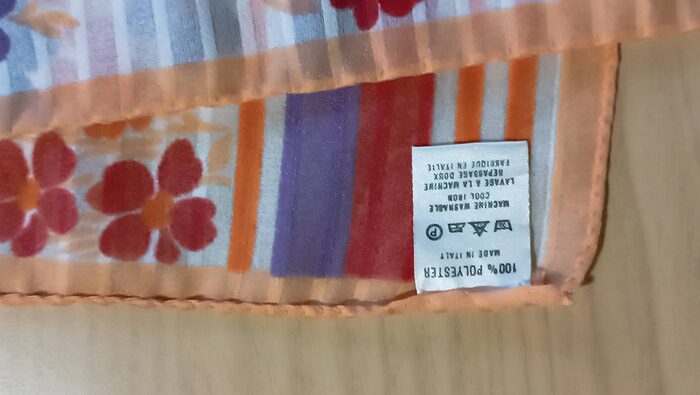 100% POLYESTER
MADE IN ITALY
P
MACHINE WASHABLE
COOL IRON
LAVAGE A LA MACHINE
REPASSAGE DOUX
FABRIQUE EN ITALIE